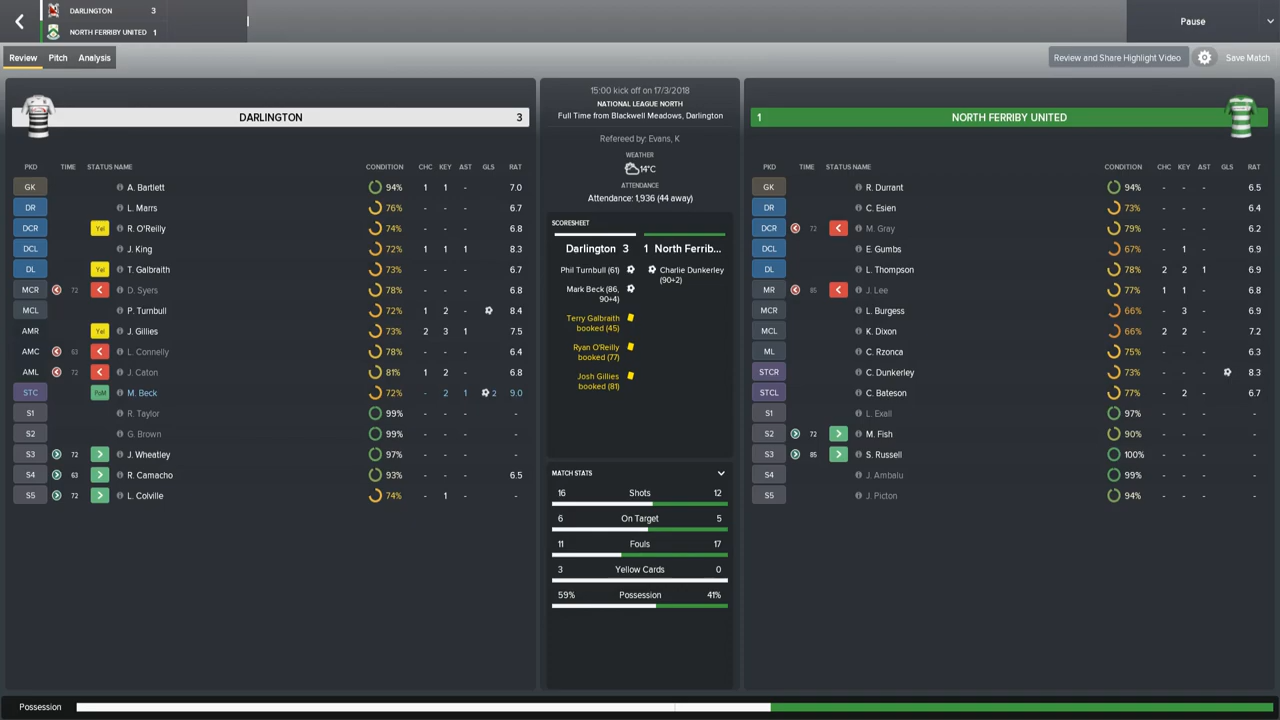 DARLINGTON 3
NORTH FERRIBY UNITED 1
Pause
Review Pitch Analysis
Review and Share Highlight Video
Save Match
DARLINGTON 3
PKD TIME STATUS NAME CONDITION CHC KEY AST GLS RAT
GK A. Bartlett 94% 1 1 - 7.0
DR L. Marrs 76% - - - 6.7
DCR Yel R. O'Reilly 74% - - - 6.8
DCL J. King 72% 1 1 1 8.3
DL Yel T. Galbraith 73% - - - 6.7
MCR 72 D. Syers 78% - - - 6.8
MCL P. Turnbull 72% 1 2 - 8.4
AMR Yel J. Gillies 73% 2 3 1 7.5
AMC 63 L. Connelly 78% - - - 6.4
AML 72 J. Caton 81% 1 2 - 6.8
STC PoM M. Beck 72% - 2 1 2 9.0
S1 R. Taylor 99% - - - -
S2 G. Brown 99% - - - -
S3 72 J. Wheatley 97% - - - -
S4 63 R. Camacho 93% - - - 6.5
S5 72 L. Colville 74% - 1 - -
15:00 kick off on 17/3/2018
NATIONAL LEAGUE NORTH
Full Time from Blackwell Meadows, Darlington
Refereed by: Evans, K
WEATHER
14°C
ATTENDANCE
Attendance: 1,936 (44 away)
SCORESHEET
Darlington 3 1 North Ferrib...
Phil Turnbull (61)
Mark Beck (86,
90+4)
Terry Galbraith
booked (45)
Ryan O'Reilly
booked (77)
Josh Gillies
booked (81)
Charlie Dunkerley
(90+2)
MATCH STATS
16 Shots 12
6 On Target 5
11 Fouls 17
3 Yellow Cards 0
59% Possession 41%
1 NORTH FERRIBY UNITED
PKD TIME STATUS NAME CONDITION CHC KEY AST GLS RAT
GK R. Durrant 94% - - - 6.5
DR C. Esien 73% - - - 6.4
DCR 72 M. Gray 79% - - - 6.2
DCL E. Gumbs 67% - 1 - 6.9
DL L. Thompson 78% 2 2 1 6.9
MR 85 J. Lee 77% 1 1 - 6.8
MCR L. Burgess 66% - 3 - 6.9
MCL K. Dixon 66% 2 2 - 7.2
ML C. Rzonca 75% - - - 6.3
STCR C. Dunkerley 73% - - - 8.3
STCL C. Bateson 77% - 2 - 6.7
S1 L. Exall 97% - - - -
S2 72 M. Fish 90% - - - -
S3 85 S. Russell 100% - - - -
S4 J. Ambalu 99% - - - -
S5 J. Picton 94% - - - -
Possession